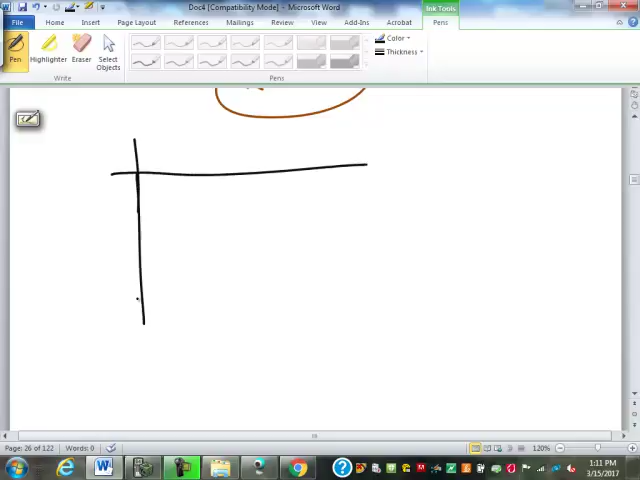 Doc4 [Compatibility Mode] - Microsoft Word
Ink Tools
File Home Insert Page Layout References Mailings Review View Add-Ins Acrobat Pens
Pen Highlighter Eraser Select Objects
Color
Thickness
Write Pens
Page: 26 of 122 Words: 0 120%
1:11 PM
3/15/2017